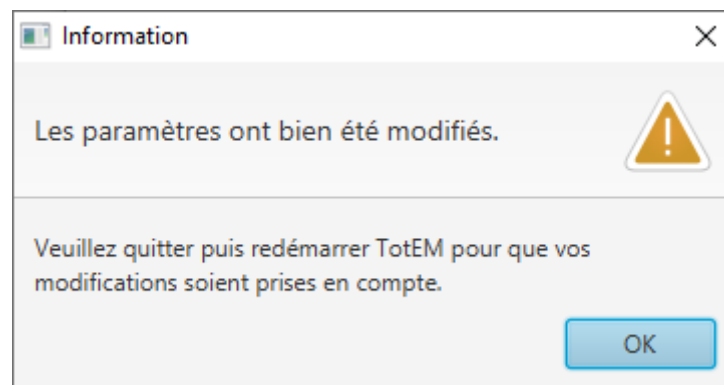 Information
Les paramètres ont bien été modifiés.
Veuillez quitter puis redémarrer TotEM pour que vos
modifications soient prises en compte.
OK